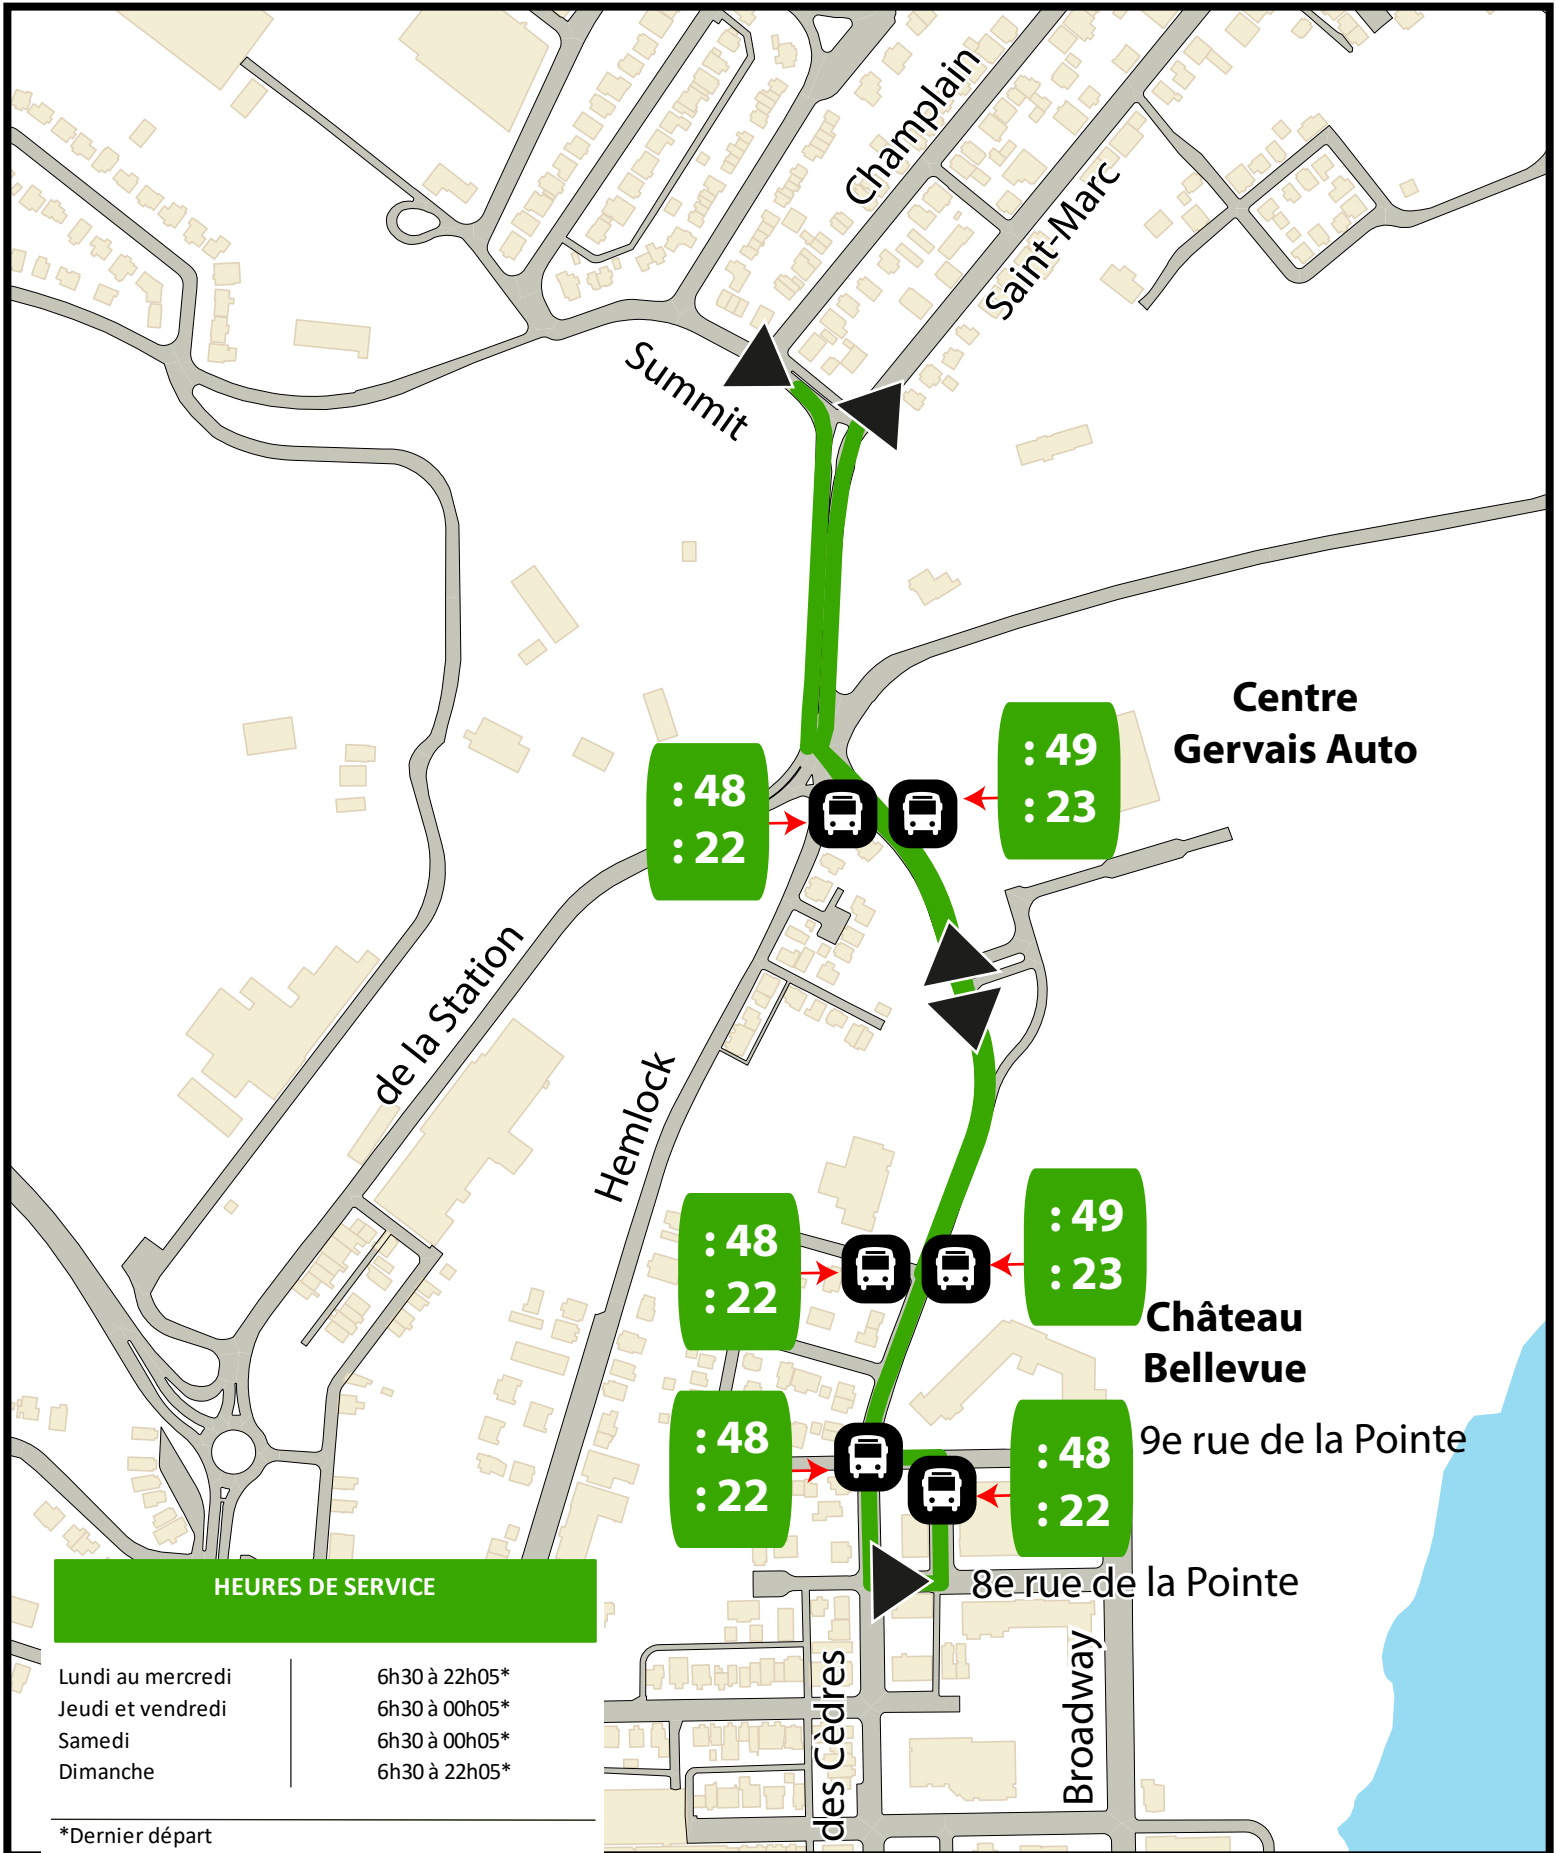 Champlain
Saint-Marc
Summit
Centre
Gervais Auto
: 49
: 23
: 48
: 22
de la Station
Hemlock
: 49
: 23
: 48
: 22
Château
Bellevue
: 48
: 22
: 48
: 22
9e rue de la Pointe
8e rue de la Pointe
des Cèdres
Broadway
HEURES DE SERVICE
Lundi au mercredi 6h30 à 22h05*
Jeudi et vendredi 6h30 à 00h05*
Samedi 6h30 à 00h05*
Dimanche 6h30 à 22h05*
*Dernier départ